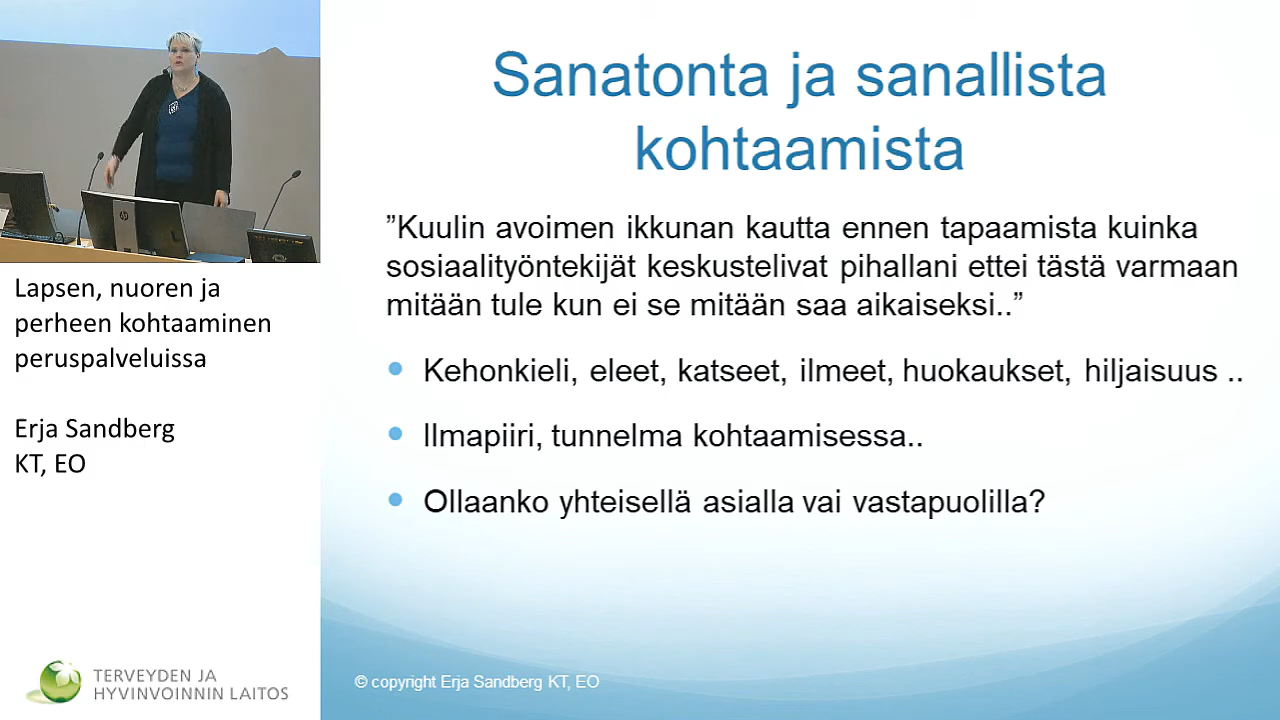 Sanatonta ja sanallista
kohtaamista
”Kuulin avoimen ikkunan kautta ennen tapaamista kuinka
sosiaalityöntekijät keskustelivat pihallani ettei tästä varmaan
mitään tule kun ei se mitään saa aikaiseksi..”
Kehonkieli, eleet, katseet, ilmeet, huokaukset, hiljaisuus ..
Ilmapiiri, tunnelma kohtaamisessa..
Ollaanko yhteisellä asialla vai vastapuolilla?
© copyright Erja Sandberg KT, EO
Lapsen, nuoren ja
perheen kohtaaminen
peruspalveluissa
Erja Sandberg
KT, EO
TERVEYDEN JA
HYVINVOINNIN LAITOS